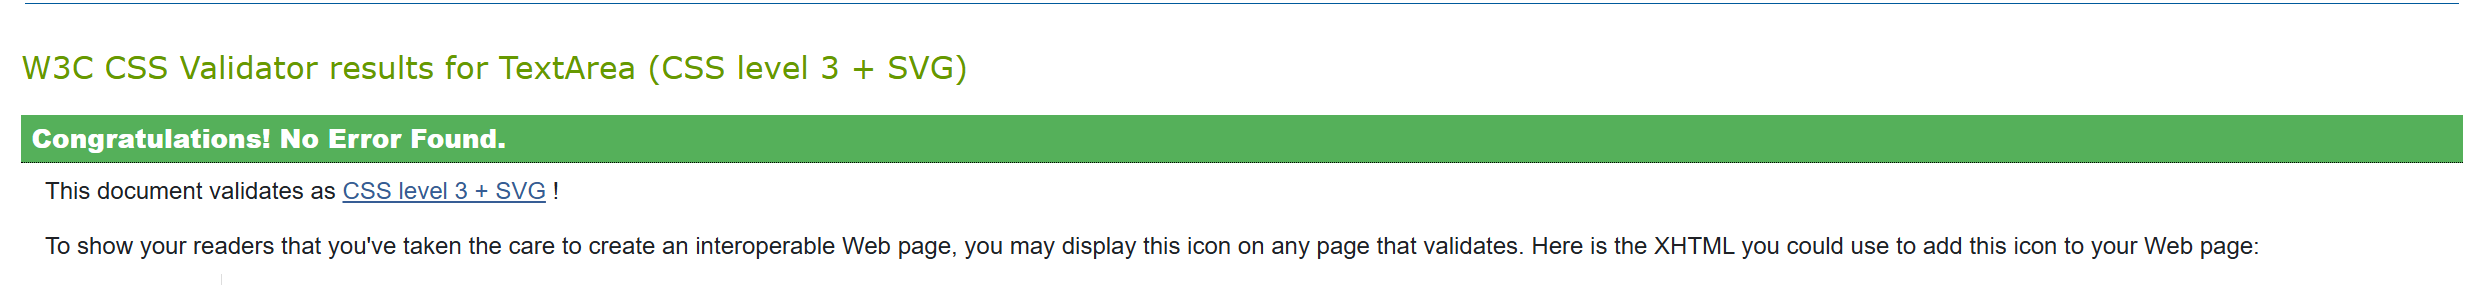 W3C CSS Validator results for TextArea (CSS level 3 + SVG)
Congratulations! No Error Found.
This document validates as CSS level 3 + SVG !
To show your readers that you've taken the care to create an interoperable Web page, you may display this icon on any page that validates. Here is the XHTML you could use to add this icon to your Web page: